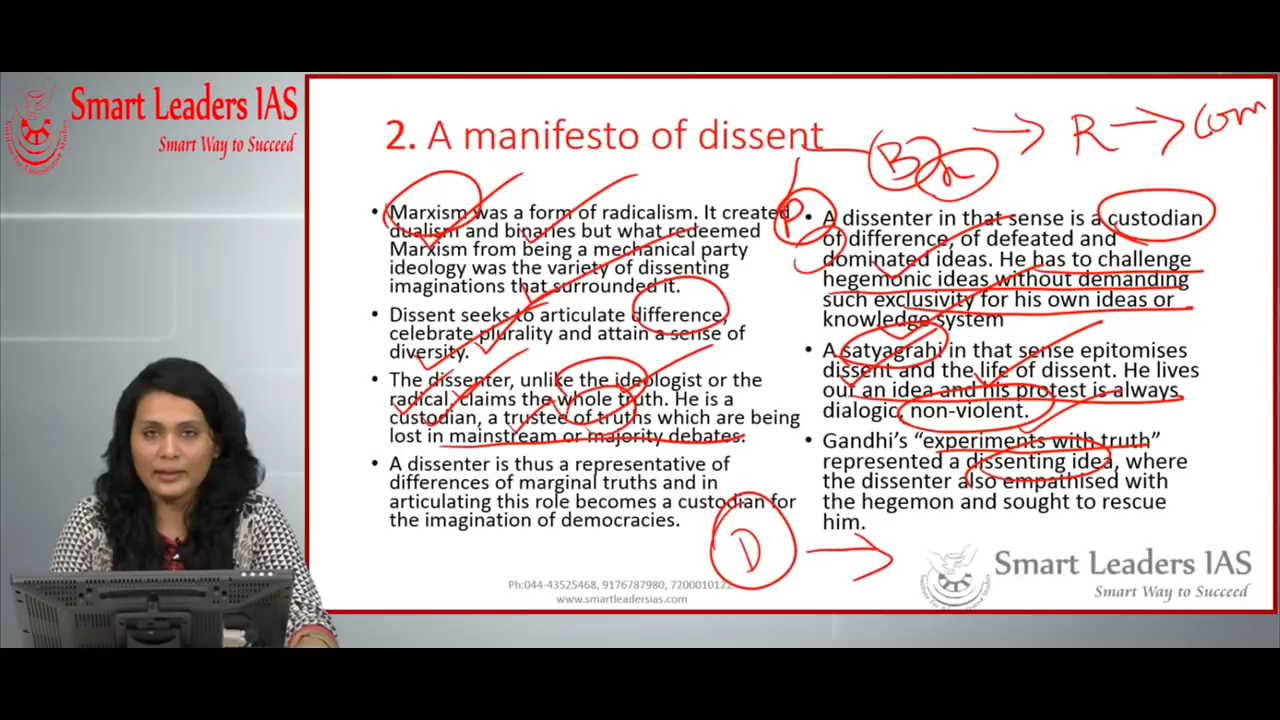 Smart Leaders IAS
Smart Way to Succeed
2. A manifesto of dissent
B
R
Com
P
• Marxism was a form of radicalism. It created
dualism and binaries but what redeemed
Marxism from being a mechanical party
ideology was the variety of dissenting
imaginations that surrounded it.
• Dissent seeks to articulate difference,
celebrate plurality and attain a sense of
diversity.
• The dissenter, unlike the ideologist or the
radical, claims the whole truth. He is a
custodian, a trustee of truths which are being
lost in mainstream or majority debates.
• A dissenter is thus a representative of
differences of marginal truths and in
articulating this role becomes a custodian for
the imagination of democracies.
• A dissenter in that sense is a custodian
of difference, of defeated and
dominated ideas. He has to challenge
hegemonic ideas without demanding
such exclusivity for his own ideas or
knowledge system
• A satyagrahi in that sense epitomises
dissent and the life of dissent. He lives
out an idea and his protest is always
dialogic, non-violent.
• Gandhi's “experiments with truth”
represented a dissenting idea, where
the dissenter also empathised with
the hegemon and sought to rescue
him.
D
Ph:044-43525468, 9176787980,
www.smartleadersias.com
Smart Leaders IAS
Smart Way to Succeed